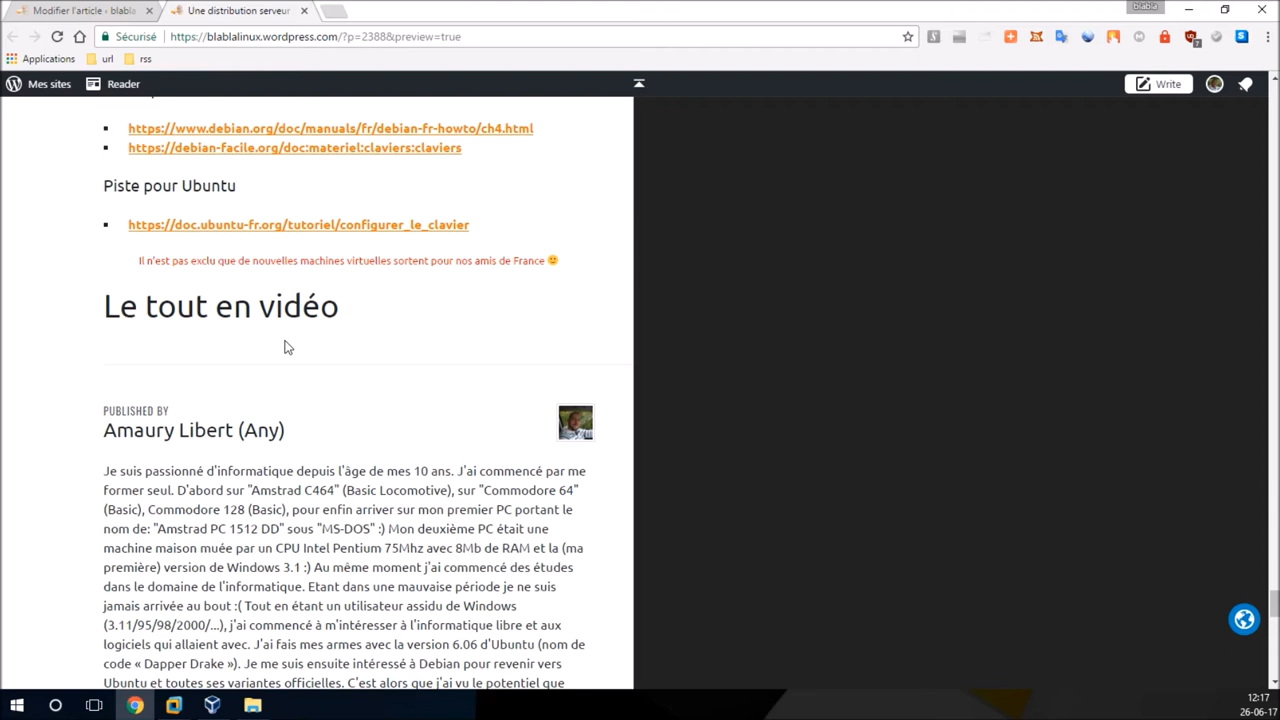 Modifier l'article ‹ blabla
Une distribution serveur
blabla
Sécurisé
https://blablalinux.wordpress.com/?p=23888&preview=true
7
Applications
url
rss
Mes sites
Reader
Write
https://www.debian.org/doc/manuals/fr/debian-fr-howto/ch4.html
https://debian-facile.org/doc:materiel:claviers:claviers
Piste pour Ubuntu
https://doc.ubuntu-fr.org/tutoriel/configurer_le_clavier
Il n'est pas exclu que de nouvelles machines virtuelles sortent pour nos amis de France 🙂
Le tout en vidéo
PUBLISHED BY
Amaury Libert (Any)
Je suis passionné d'informatique depuis l'âge de mes 10 ans. J'ai commencé par me
former seul. D'abord sur "Amstrad C464" (Basic Locomotive), sur "Commodore 64"
(Basic), Commodore 128 (Basic), pour enfin arriver sur mon premier PC portant le
nom de: "Amstrad PC 1512 DD" sous "MS-DOS" :) Mon deuxième PC était une
machine maison muée par un CPU Intel Pentium 75Mhz avec 8Mb de RAM et la (ma
première) version de Windows 3.1 :) Au même moment j'ai commencé des études
dans le domaine de l'informatique. Etant dans une mauvaise période je ne suis
jamais arrivée au bout :( Tout en étant un utilisateur assidu de Windows
(3.11/95/98/2000/...), j'ai commencé à m'intéresser à l'informatique libre et aux
logiciels qui allaient avec. J'ai fais mes armes avec la version 6.06 d'Ubuntu (nom de
code « Dapper Drake »). Je me suis ensuite intéressé à Debian pour revenir vers
Ubuntu et toutes ses variantes officielles. C'est alors que j'ai vu le potentiel que
12:17
26-06-17